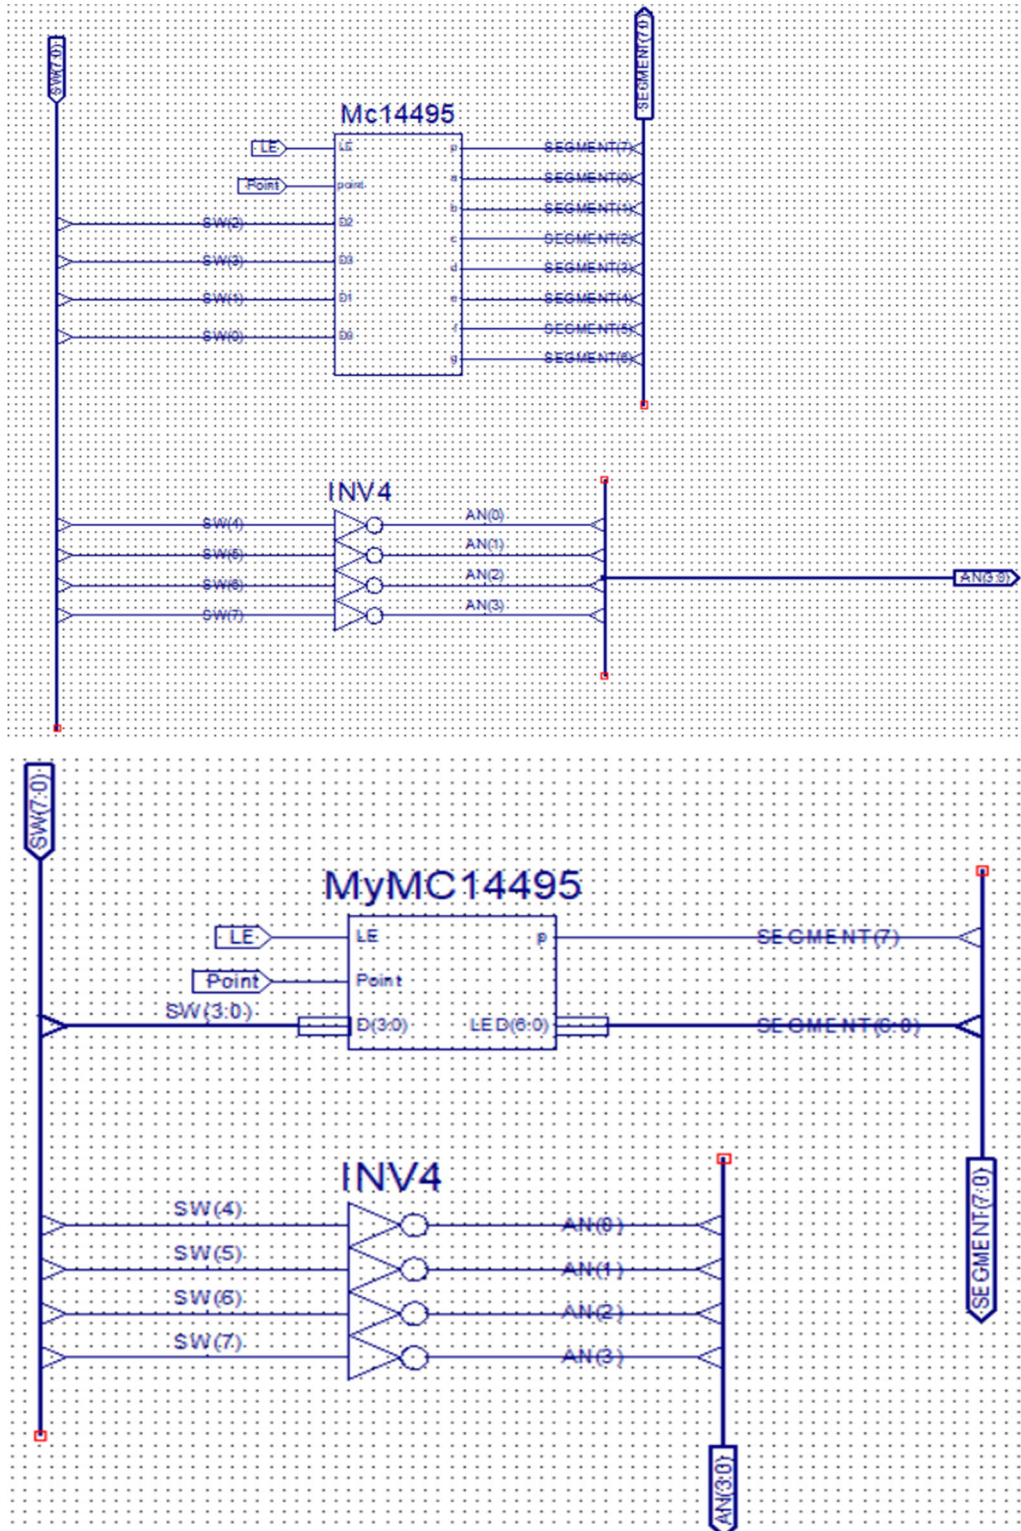 SW(7:0)
SEGMENT(7:0)
Mc14495
LE LE p SEGMENT(7)
Point point a SEGMENT(0)
b SEGMENT(1)
SW(2) D2 c SEGMENT(2)
SW(3) D3 d SEGMENT(3)
SW(1) D1 e SEGMENT(4)
f SEGMENT(5)
SW(0) D0 g SEGMENT(6)
INV4
SW(4) AN(0)
SW(5) AN(1)
SW(6) AN(2)
SW(7) AN(3)
AN(3:0)
SW(7:0)
MyMC14495
LE LE p SEGMENT(7)
Point Point
SW(3:0) D(3:0) LED(6:0) SEGMENT(6:0)
INV4
SW(4) AN(0)
SW(5) AN(1)
SW(6) AN(2)
SW(7) AN(3)
SEGMENT(7:0)
AN(3:0)